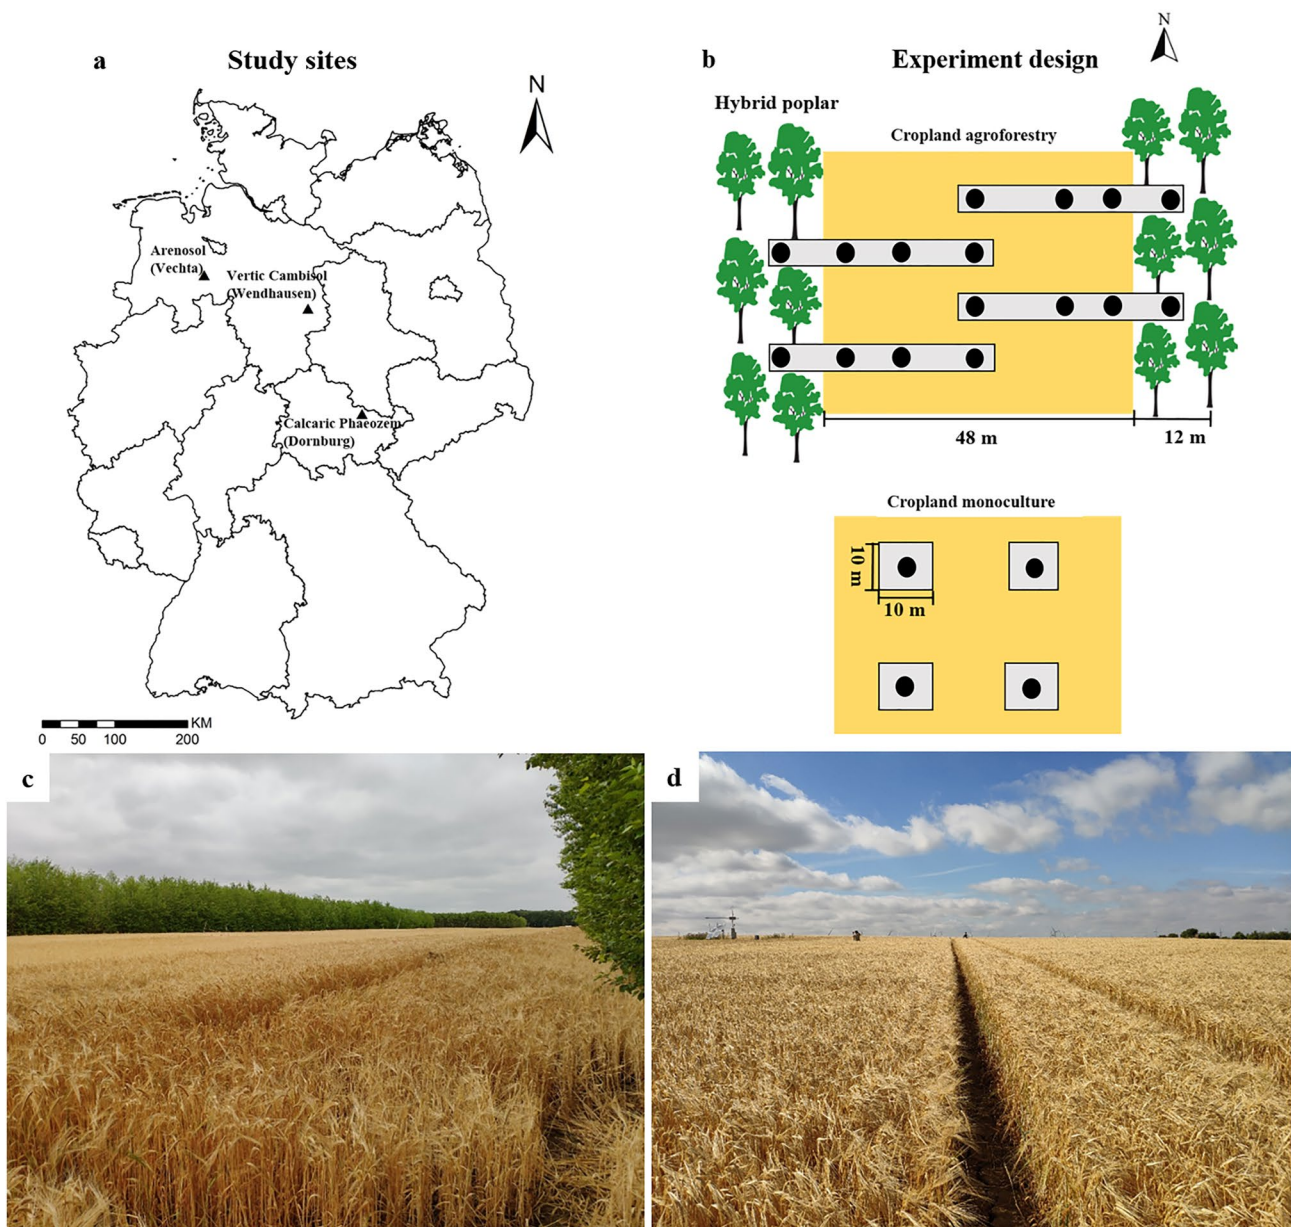 a
Study sites
N
Arenosol
(Vechta)
Vertic Cambisol
(Wendhausen)
Calcaric Phaeozem
(Dornburg)
KM
0 50 100 200
b
Experiment design
N
Hybrid poplar
Cropland agroforestry
48 m
12 m
Cropland monoculture
10 m
10 m
c
d